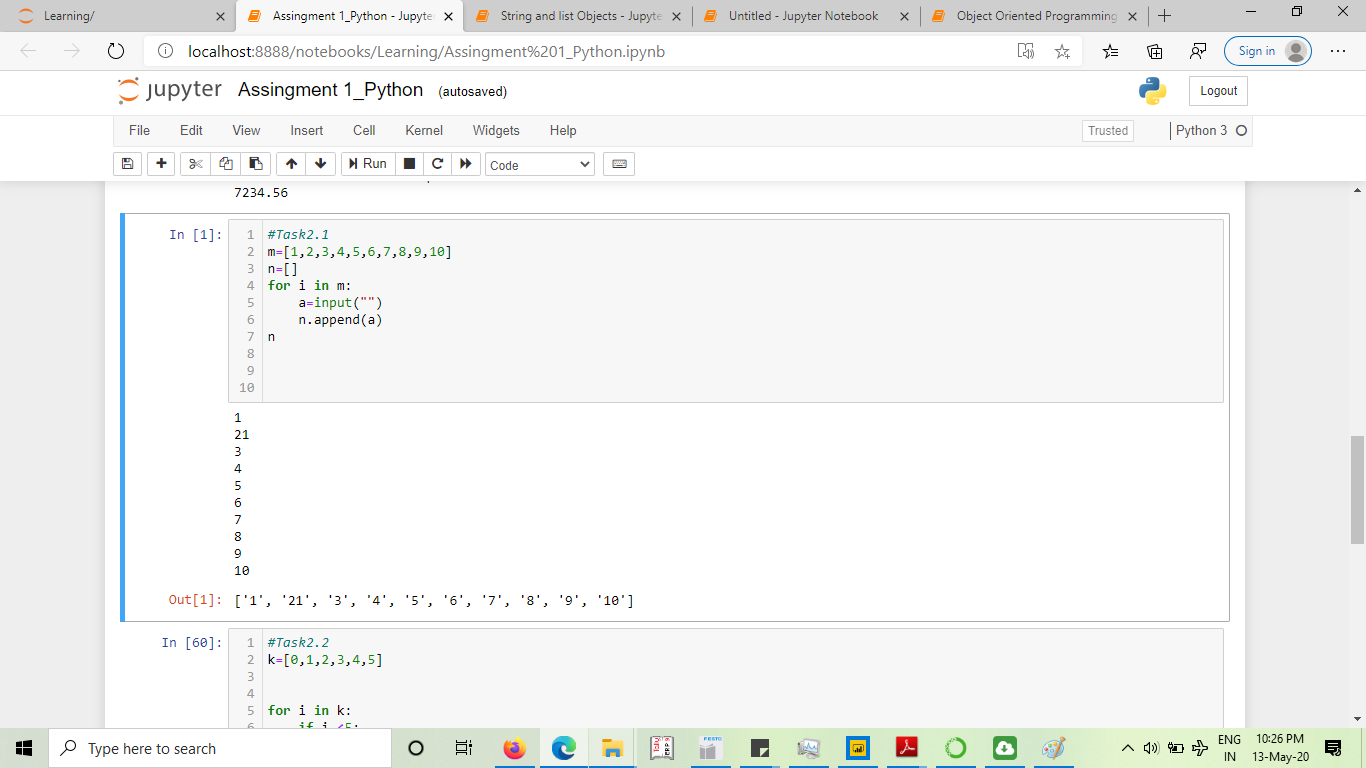 Learning/
Assingment 1_Python - Jupyter
String and list Objects - Jupyte
Untitled - Jupyter Notebook
Object Oriented Programming
localhost:8888/notebooks/Learning/Assingment%201_Python.ipynb
Sign in
jupyter Assingment 1_Python (autosaved)
Logout
File Edit View Insert Cell Kernel Widgets Help
Trusted
Python 3
Run
Code
7234.56
In [1]:
1 #Task2.1
2 m=[1,2,3,4,5,6,7,8,9,10]
3 n=[]
4 for i in m:
5     a=input("")
6     n.append(a)
7 n
8
9
10
1
21
3
4
5
6
7
8
9
10
Out[1]: ['1', '21', '3', '4', '5', '6', '7', '8', '9', '10']
In [60]:
1 #Task2.2
2 k=[0,1,2,3,4,5]
3
4
5 for i in k:
6     if i <5:
Type here to search
ENG
IN
10:26 PM
13-May-20